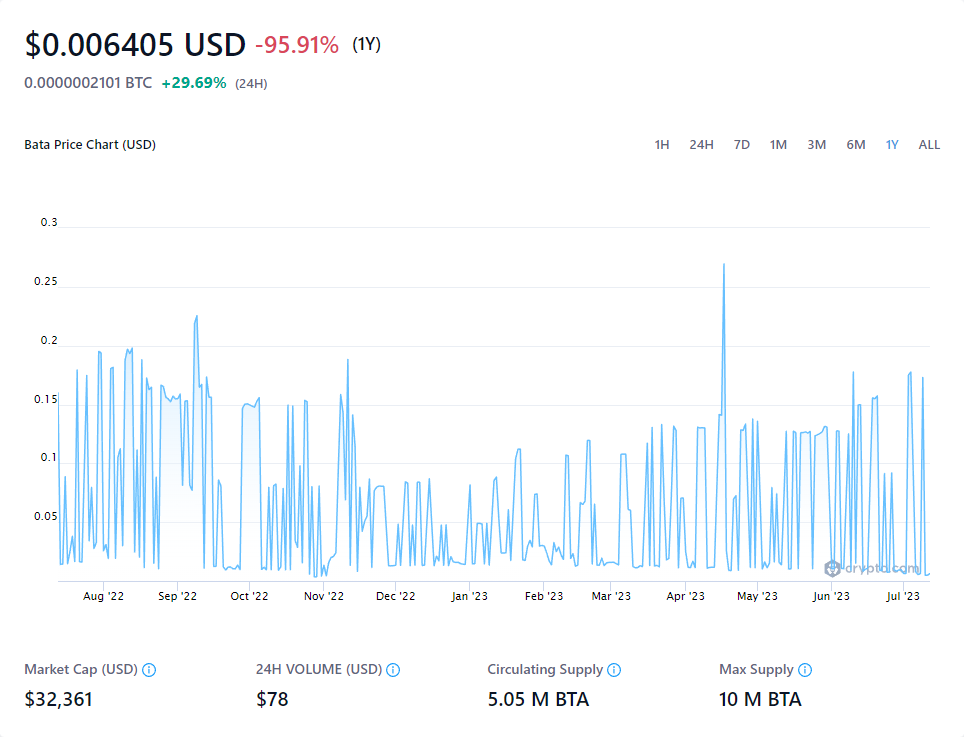 $0.006405 USD -95.91% (1Y)
0.0000002101 BTC +29.69% (24H)
Bata Price Chart (USD) 1H 24H 7D 1M 3M 6M 1Y ALL
0.3
0.25
0.2
0.15
0.1
0.05
crypto.com
Aug '22 Sep '22 Oct '22 Nov '22 Dec '22 Jan '23 Feb '23 Mar '23 Apr '23 May '23 Jun '23 Jul '23
Market Cap (USD) 24H VOLUME (USD) Circulating Supply Max Supply
$32,361 $78 5.05 M BTA 10 M BTA